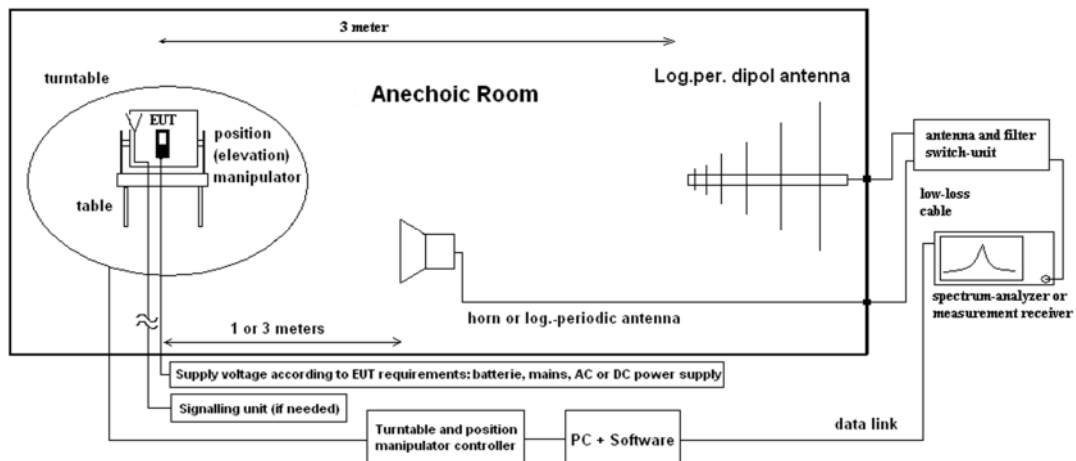 3 meter
turntable
Log.per. dipol antenna
Anechoic Room
EUT
position
(elevation)
manipulator
table
antenna and filter
switch-unit
low-loss
cable
spectrum-analyzer or
measurement receiver
horn or log.-periodic antenna
1 or 3 meters
Supply voltage according to EUT requirements: batterie, mains, AC or DC power supply
Signalling unit (if needed)
Turntable and position
manipulator controller
PC + Software
data link